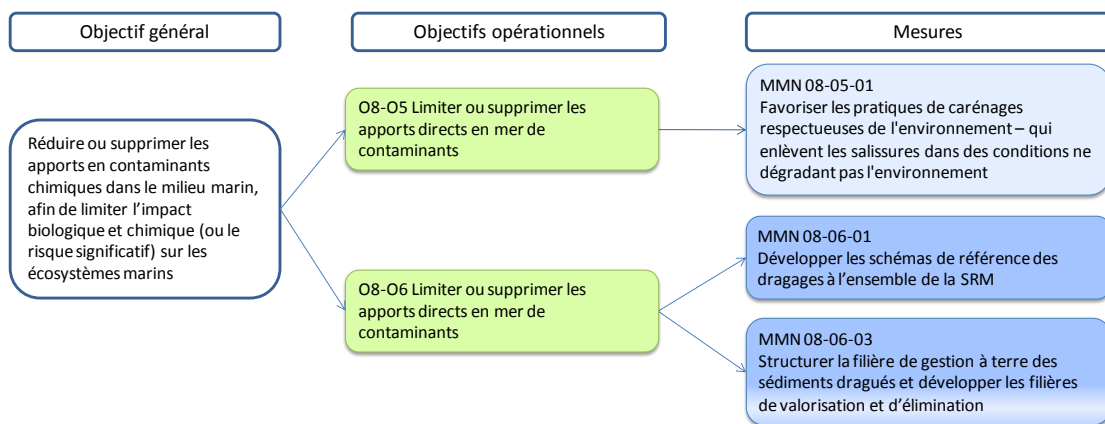 Objectif général
Objectifs opérationnels
Mesures
Réduire ou supprimer les
apports en contaminants
chimiques dans le milieu marin,
afin de limiter l'impact
biologique et chimique (ou le
risque significatif) sur les
écosystèmes marins
O8-O5 Limiter ou supprimer les
apports directs en mer de
contaminants
O8-O6 Limiter ou supprimer les
apports directs en mer de
contaminants
MMN 08-05-01
Favoriser les pratiques de carénages
respectueuses de l'environnement – qui
enlèvent les salissures dans des conditions ne
dégradant pas l'environnement
MMN 08-06-01
Développer les schémas de référence des
dragages à l'ensemble de la SRM
MMN 08-06-03
Structurer la filière de gestion à terre des
sédiments dragués et développer les filières
de valorisation et d'élimination